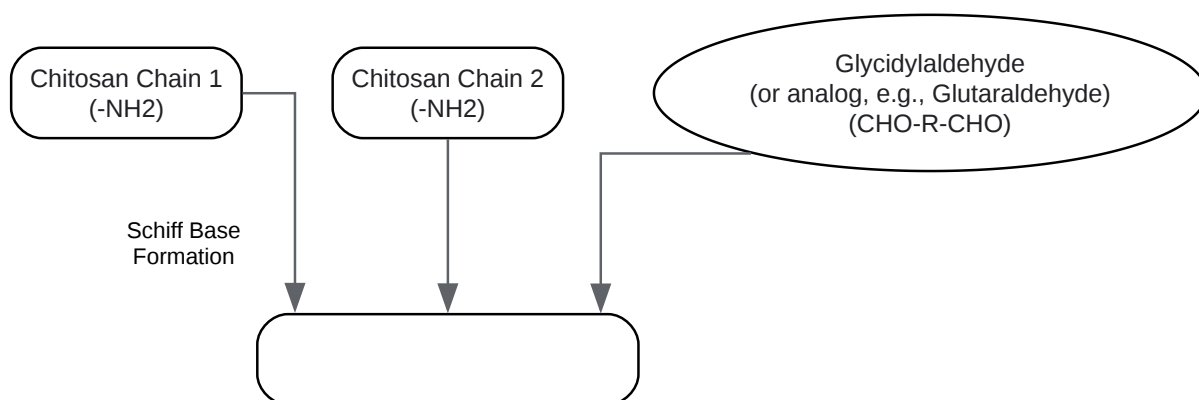 Chitosan Chain 1
(-NH2)
Chitosan Chain 2
(-NH2)
Glycidylaldehyde
(or analog, e.g., Glutaraldehyde)
(CHO-R-CHO)
Schiff Base
Formation